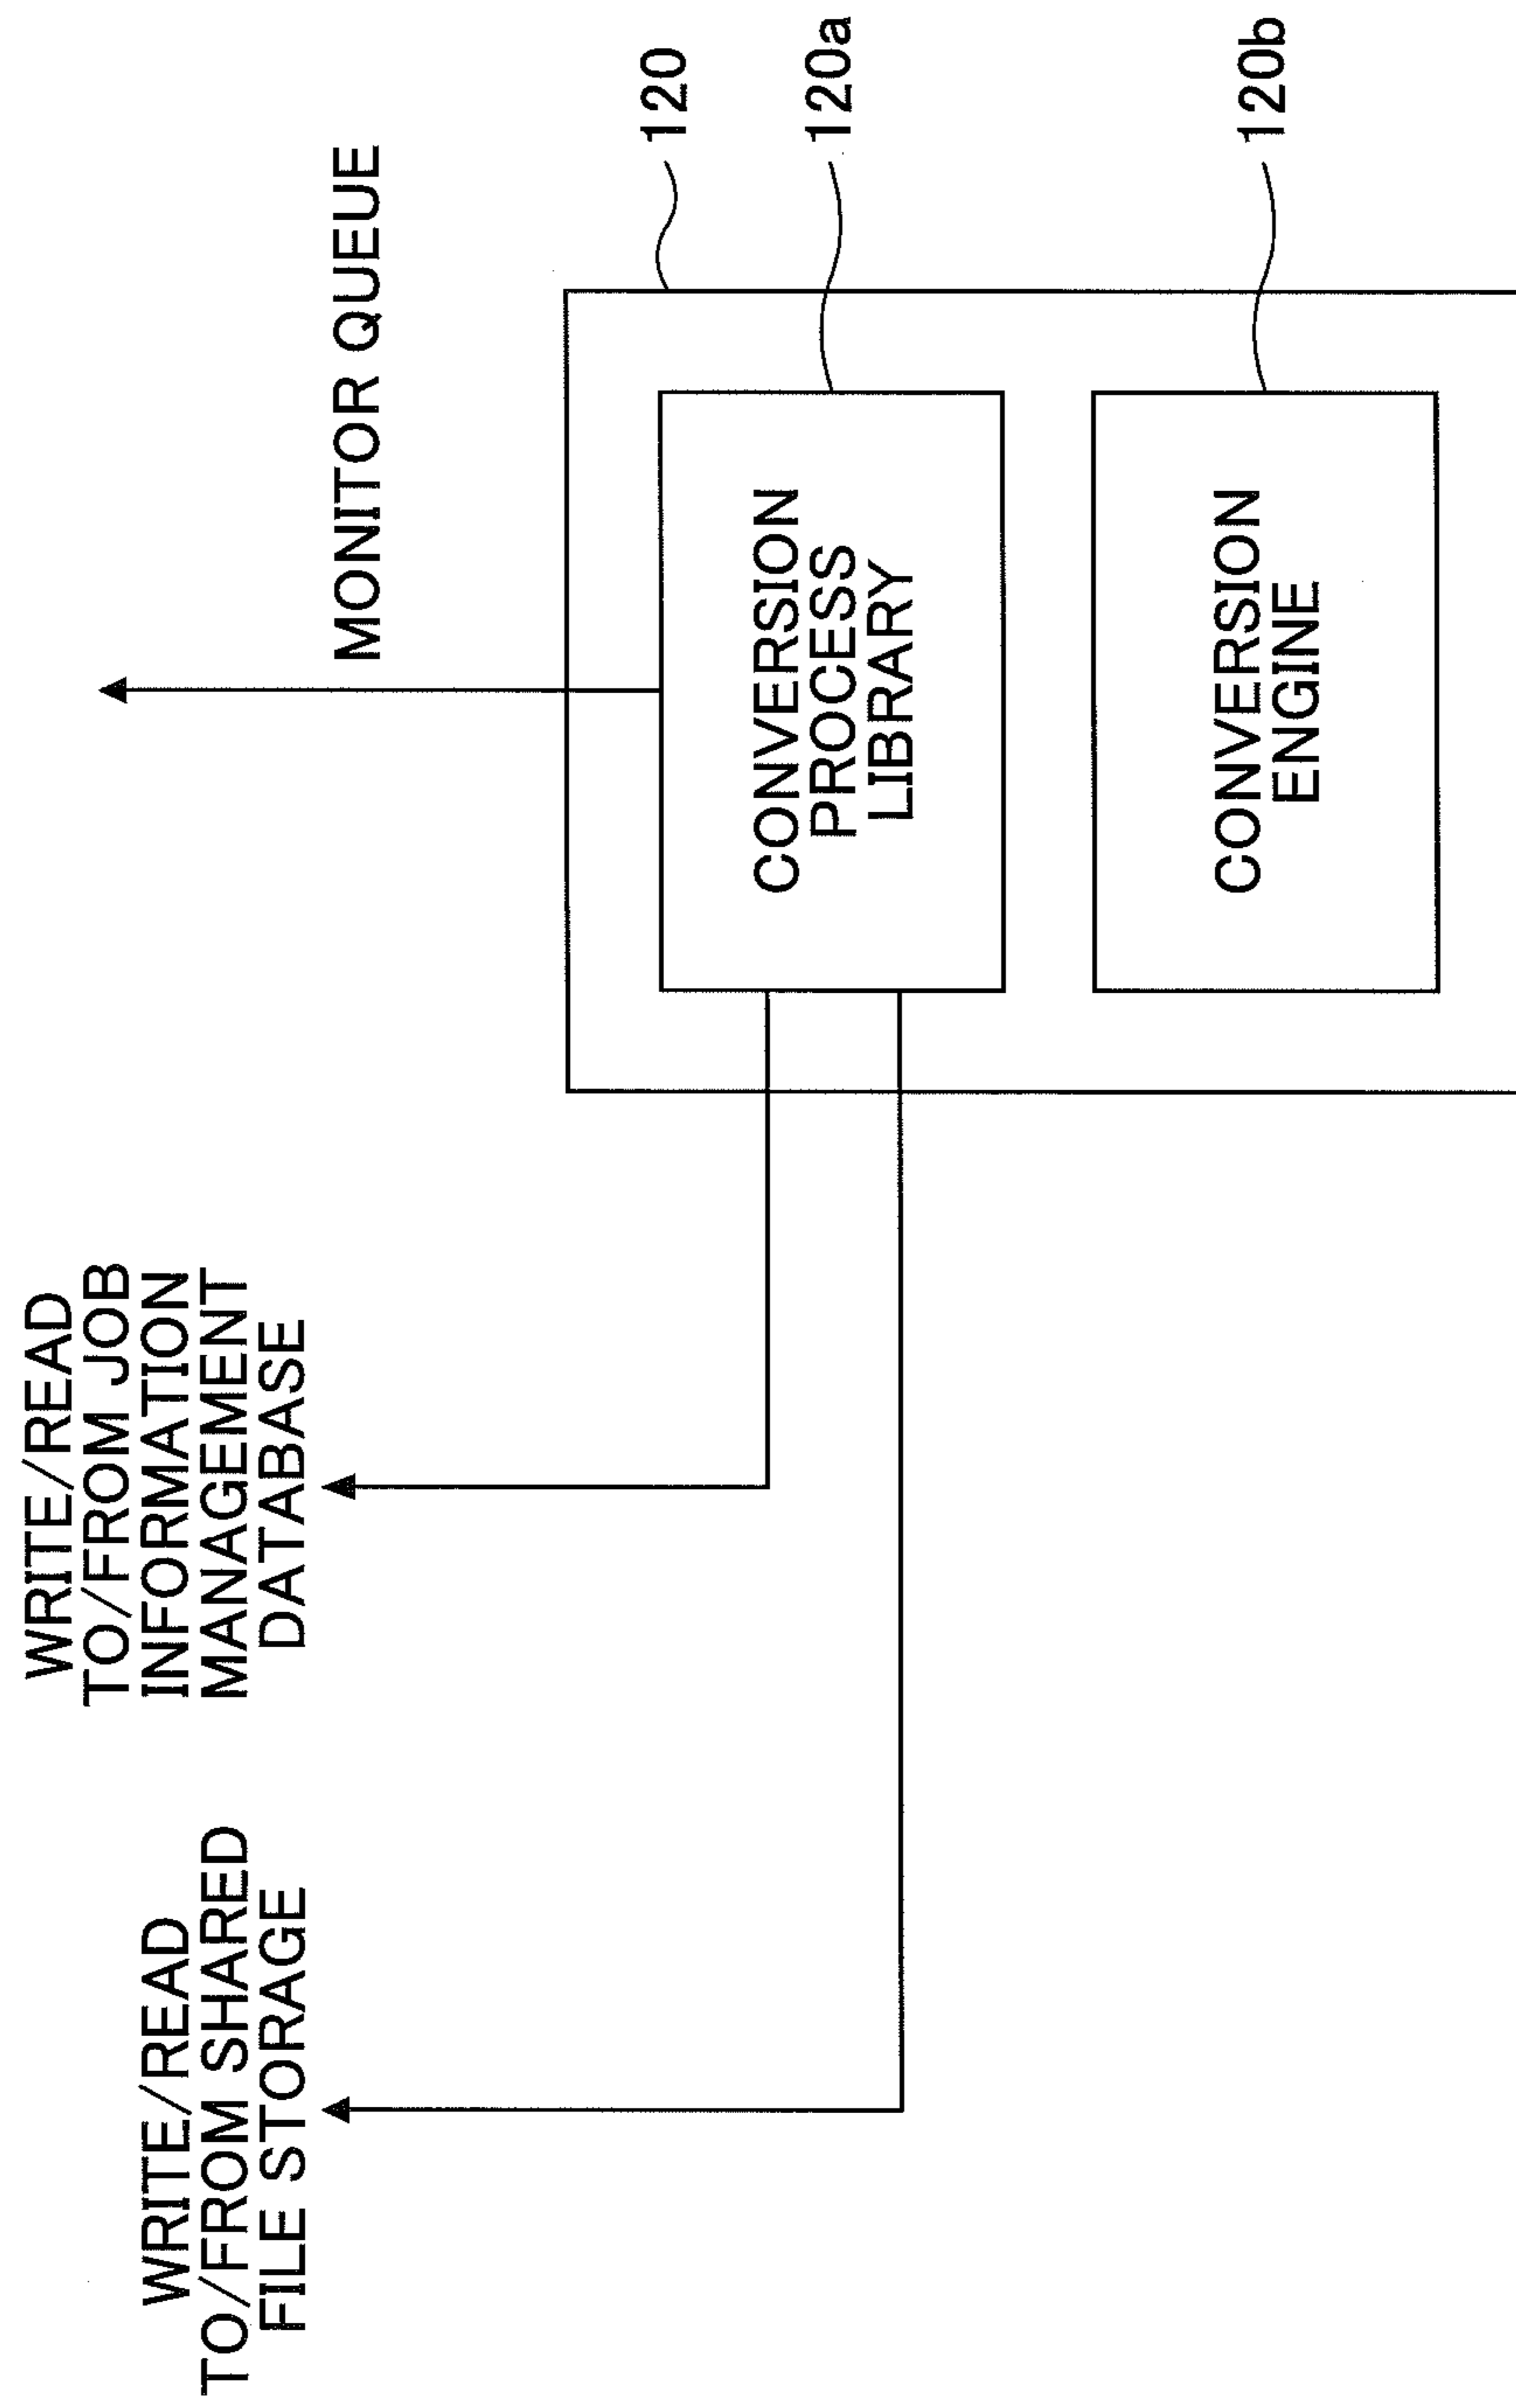 WRITE/READ
TO/FROM SHARED
FILE STORAGE
WRITE/READ
TO/FROM JOB
INFORMATION
MANAGEMENT
DATABASE
MONITOR QUEUE
120
CONVERSION
PROCESS
LIBRARY
120a
CONVERSION
ENGINE
120b